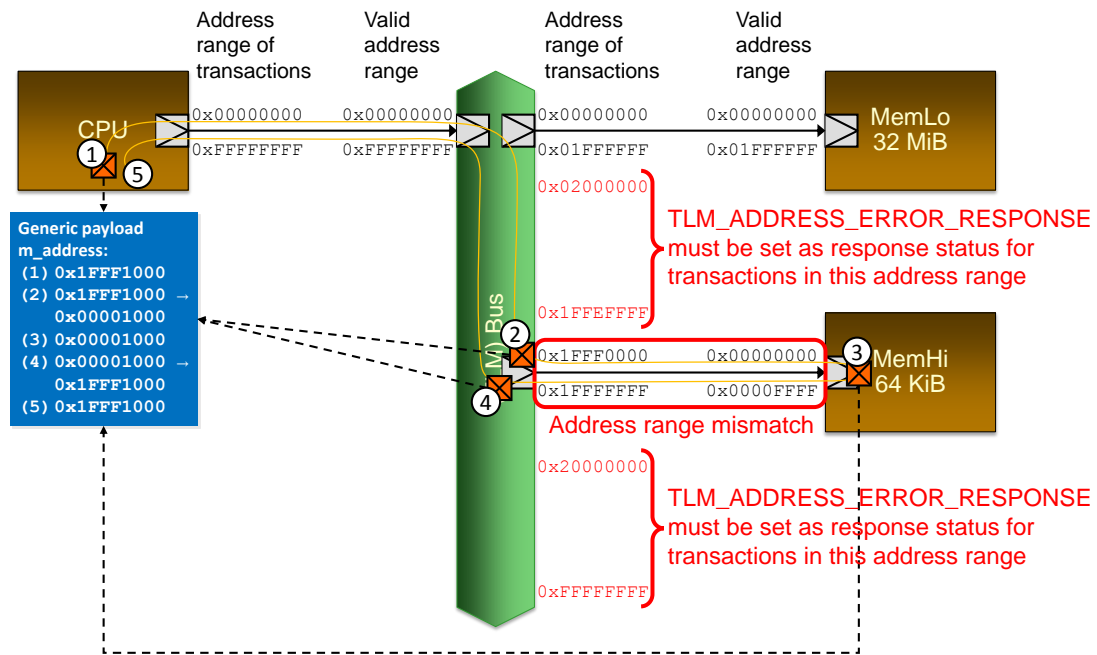 Address
range of
transactions
Valid
address
range
Address
range of
transactions
Valid
address
range
CPU
0x00000000
0xFFFFFFFF
0x00000000
0xFFFFFFFF
0x00000000
0x01FFFFFF
0x00000000
0x01FFFFFF
MemLo
32 MiB
1
5
0x02000000
0x1FFEFFFF
TLM_ADDRESS_ERROR_RESPONSE
must be set as response status for
transactions in this address range
Generic payload
m_address:
(1) 0x1FFF1000
(2) 0x1FFF1000 →
0x00001000
(3) 0x00001000
(4) 0x00001000 →
0x1FFF1000
(5) 0x1FFF1000
M) Bus
2
4
0x1FFF0000
0x1FFFFFFF
0x00000000
0x0000FFFF
3
MemHi
64 KiB
Address range mismatch
0x20000000
0xFFFFFFFF
TLM_ADDRESS_ERROR_RESPONSE
must be set as response status for
transactions in this address range